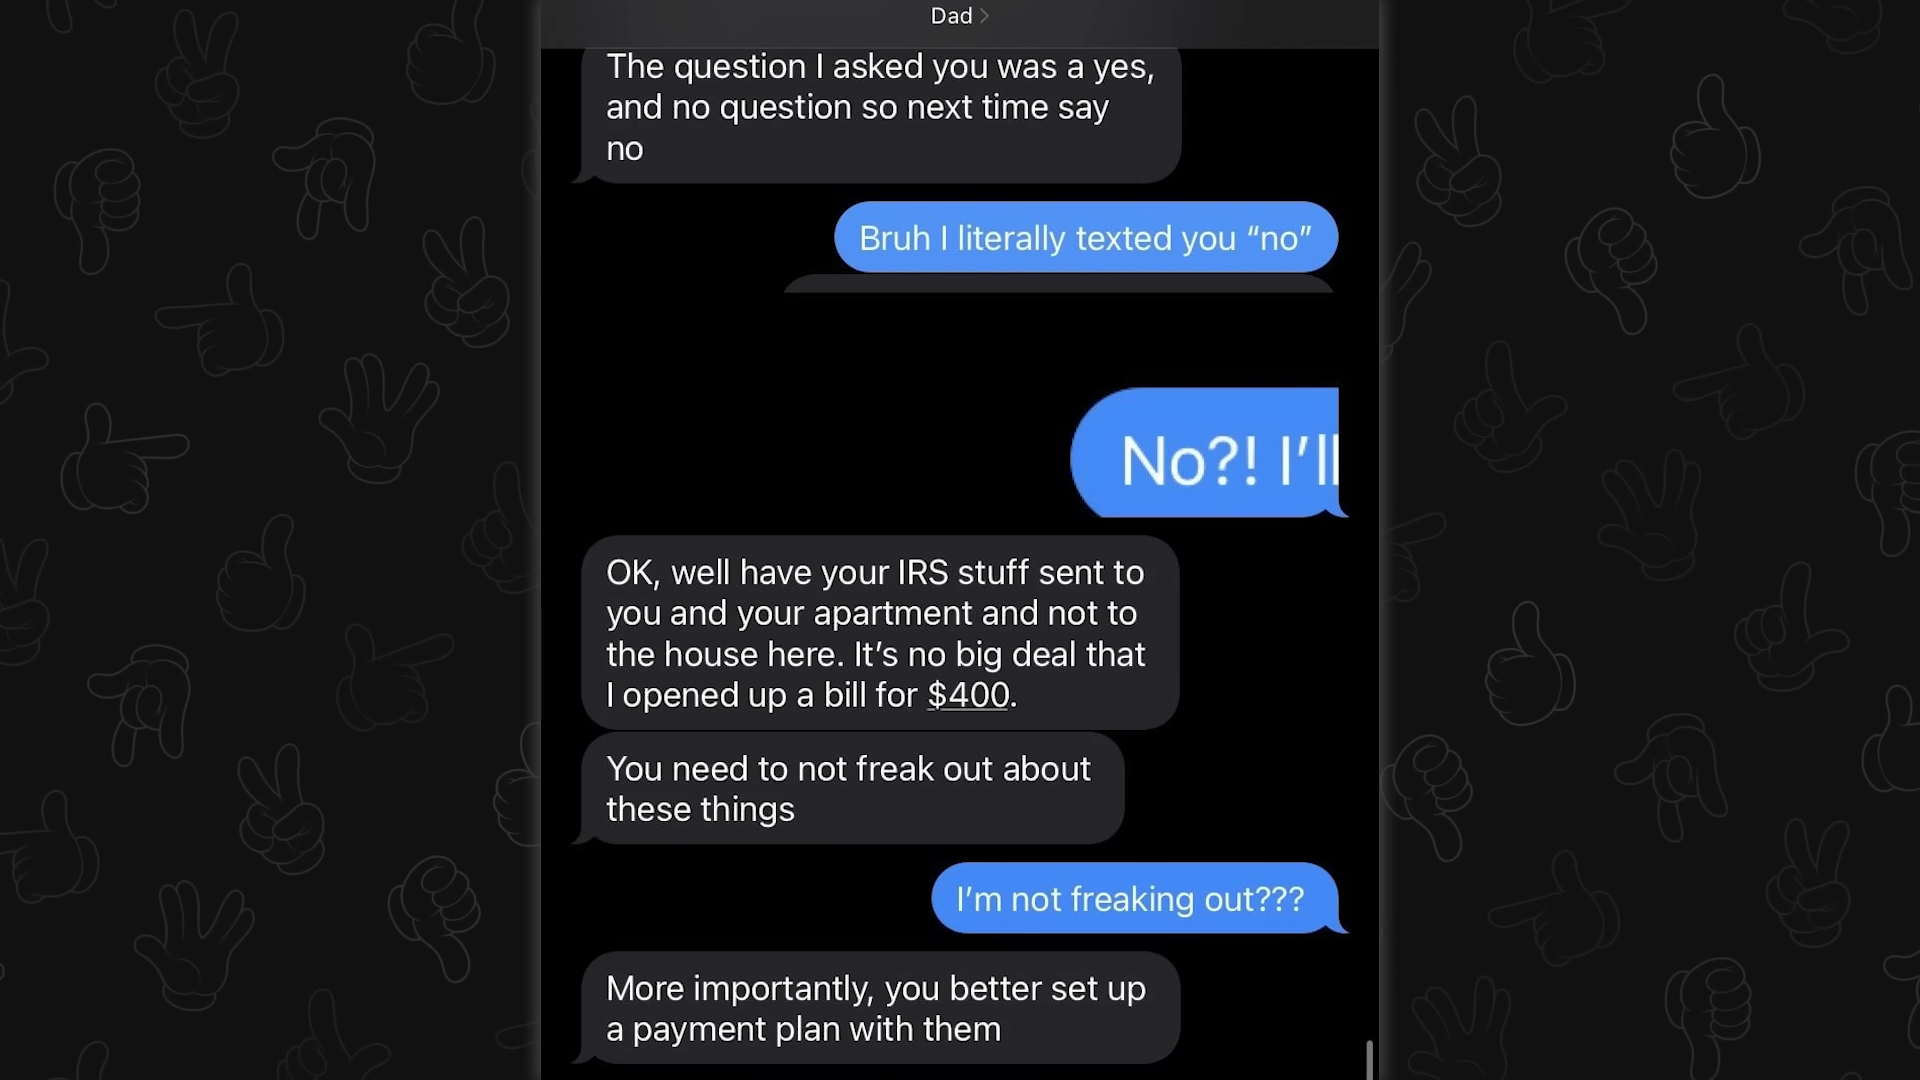 Dad
The question I asked you was a yes,
and no question so next time say
no
Bruh I literally texted you “no”
No?! I’ll
OK, well have your IRS stuff sent to
you and your apartment and not to
the house here. It’s no big deal that
I opened up a bill for $400.
You need to not freak out about
these things
I’m not freaking out???
More importantly, you better set up
a payment plan with them